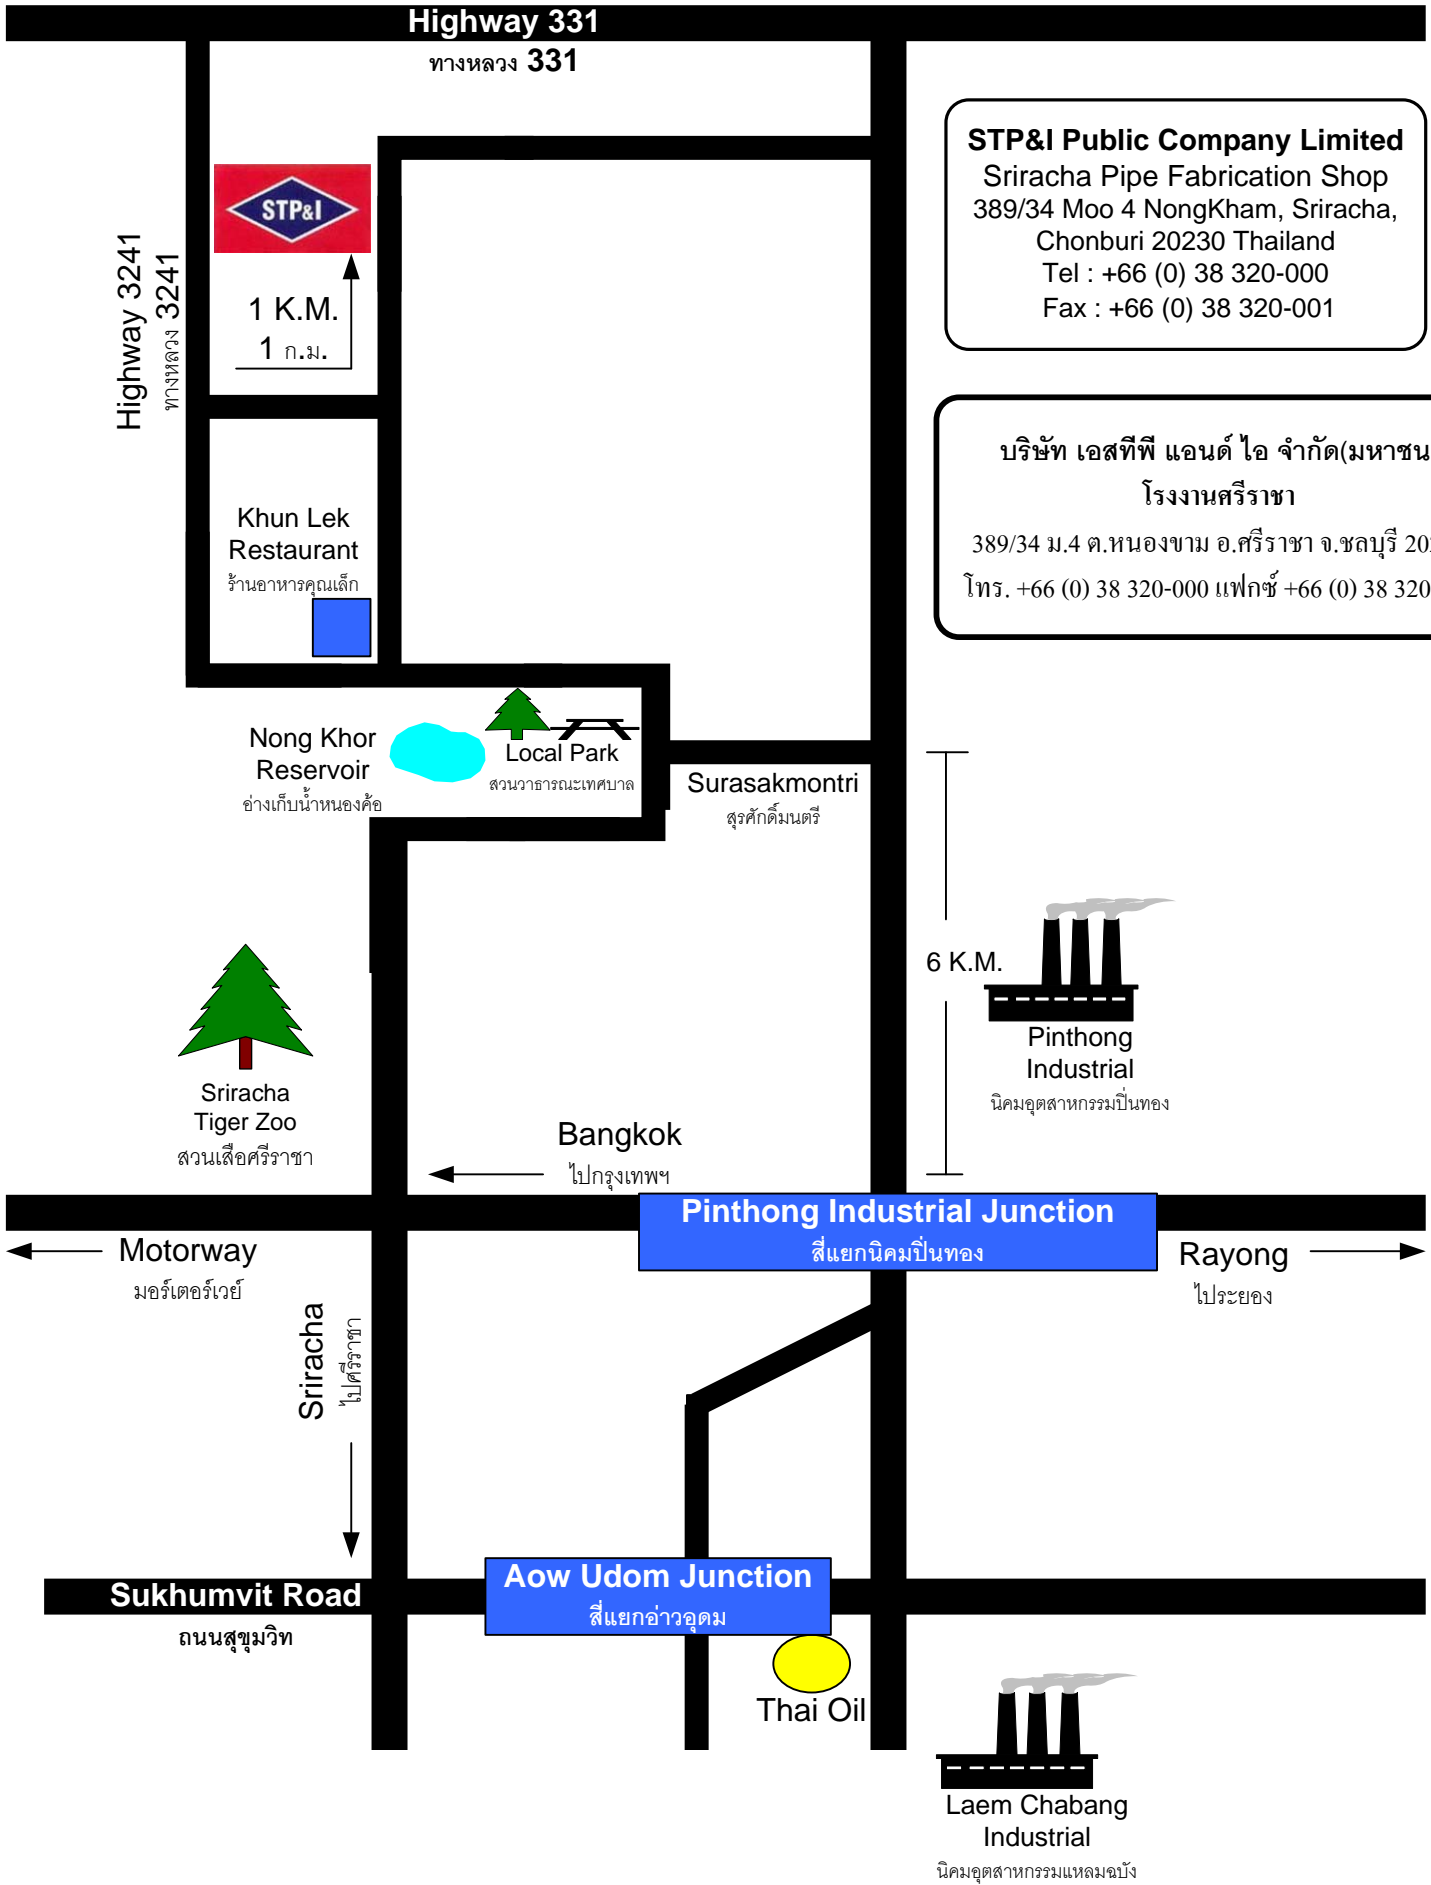 Highway 331
ทางหลวง 331
STP&I Public Company Limited
Sriracha Pipe Fabrication Shop
389/34 Moo 4 NongKham, Sriracha,
Chonburi 20230 Thailand
Tel : +66 (0) 38 320-000
Fax : +66 (0) 38 320-001
STP&I
Highway 3241
ทางหลวง 3241
1 K.M.
1 ก.ม.
บริษัท เอสทีพี แอนด์ ไอ จำกัด(มหาชน
โรงงานศรีราชา
389/34 ม.4 ต.หนองขาม อ.ศรีราชา จ.ชลบุรี 20
โทร. +66 (0) 38 320-000 แฟกซ์ +66 (0) 38 320
Khun Lek
Restaurant
ร้านอาหารคุณเล็ก
Nong Khor
Reservoir
อ่างเก็บน้ำหนองค้อ
Local Park
สวนวาธารณะเทศบาล
Surasakmontri
สุรศักดิ์มนตรี
6 K.M.
Pinthong
Industrial
นิคมอุตสาหกรรมปิ่นทอง
Sriracha
Tiger Zoo
สวนเสือศรีราชา
Bangkok
ไปกรุงเทพฯ
Pinthong Industrial Junction
สี่แยกนิคมปิ่นทอง
Motorway
มอร์เตอร์เวย์
Rayong
ไประยอง
Sriracha
ไปศรีราชา
Sukhumvit Road
ถนนสุขุมวิท
Aow Udom Junction
สี่แยกอ่าวอุดม
Thai Oil
Laem Chabang
Industrial
นิคมอุตสาหกรรมแหลมฉบัง